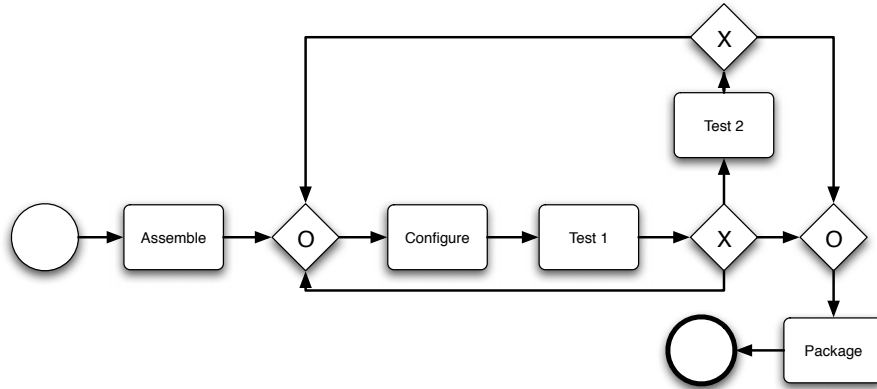 X
Test 2
Assemble
O
Configure
Test 1
X
O
Package